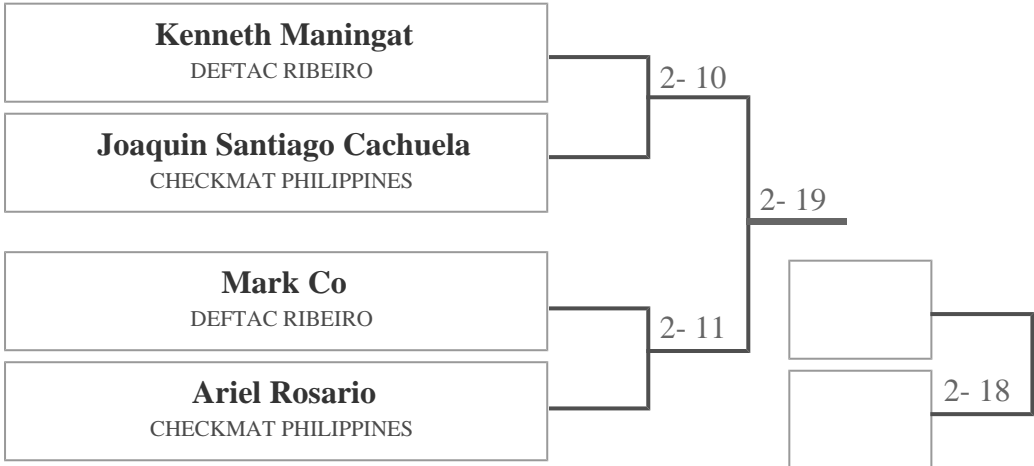 Kenneth Maningat
DEFTAC RIBEIRO
2- 10
Joaquin Santiago Cachuela
CHECKMAT PHILIPPINES
2- 19
Mark Co
DEFTAC RIBEIRO
2- 11
Ariel Rosario
CHECKMAT PHILIPPINES
2- 18